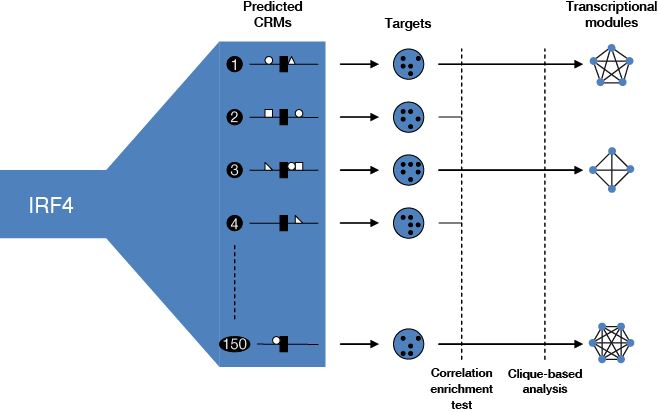 Predicted
CRMs
Targets
Transcriptional
modules
IRF4
1
2
3
4
150
Correlation
enrichment
test
Clique-based
analysis